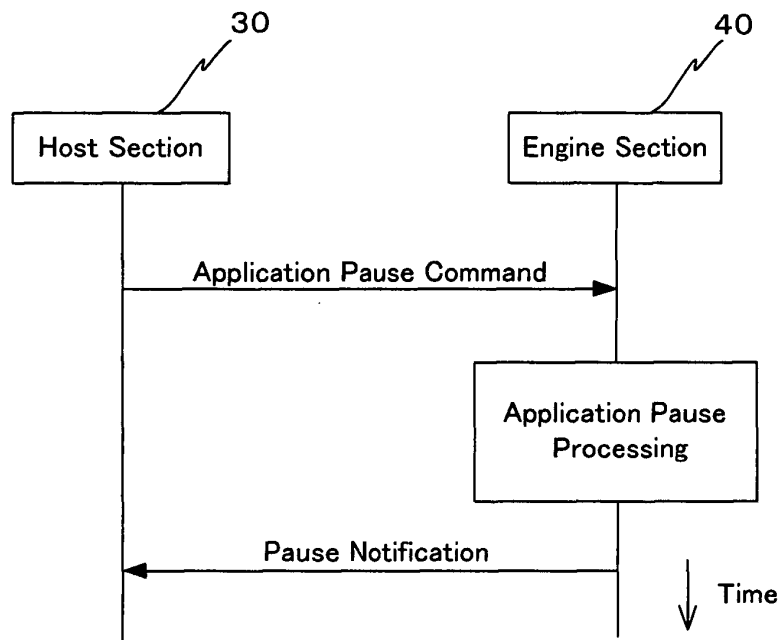 30
40
Host Section
Engine Section
Application Pause Command
Application Pause
Processing
Pause Notification
Time